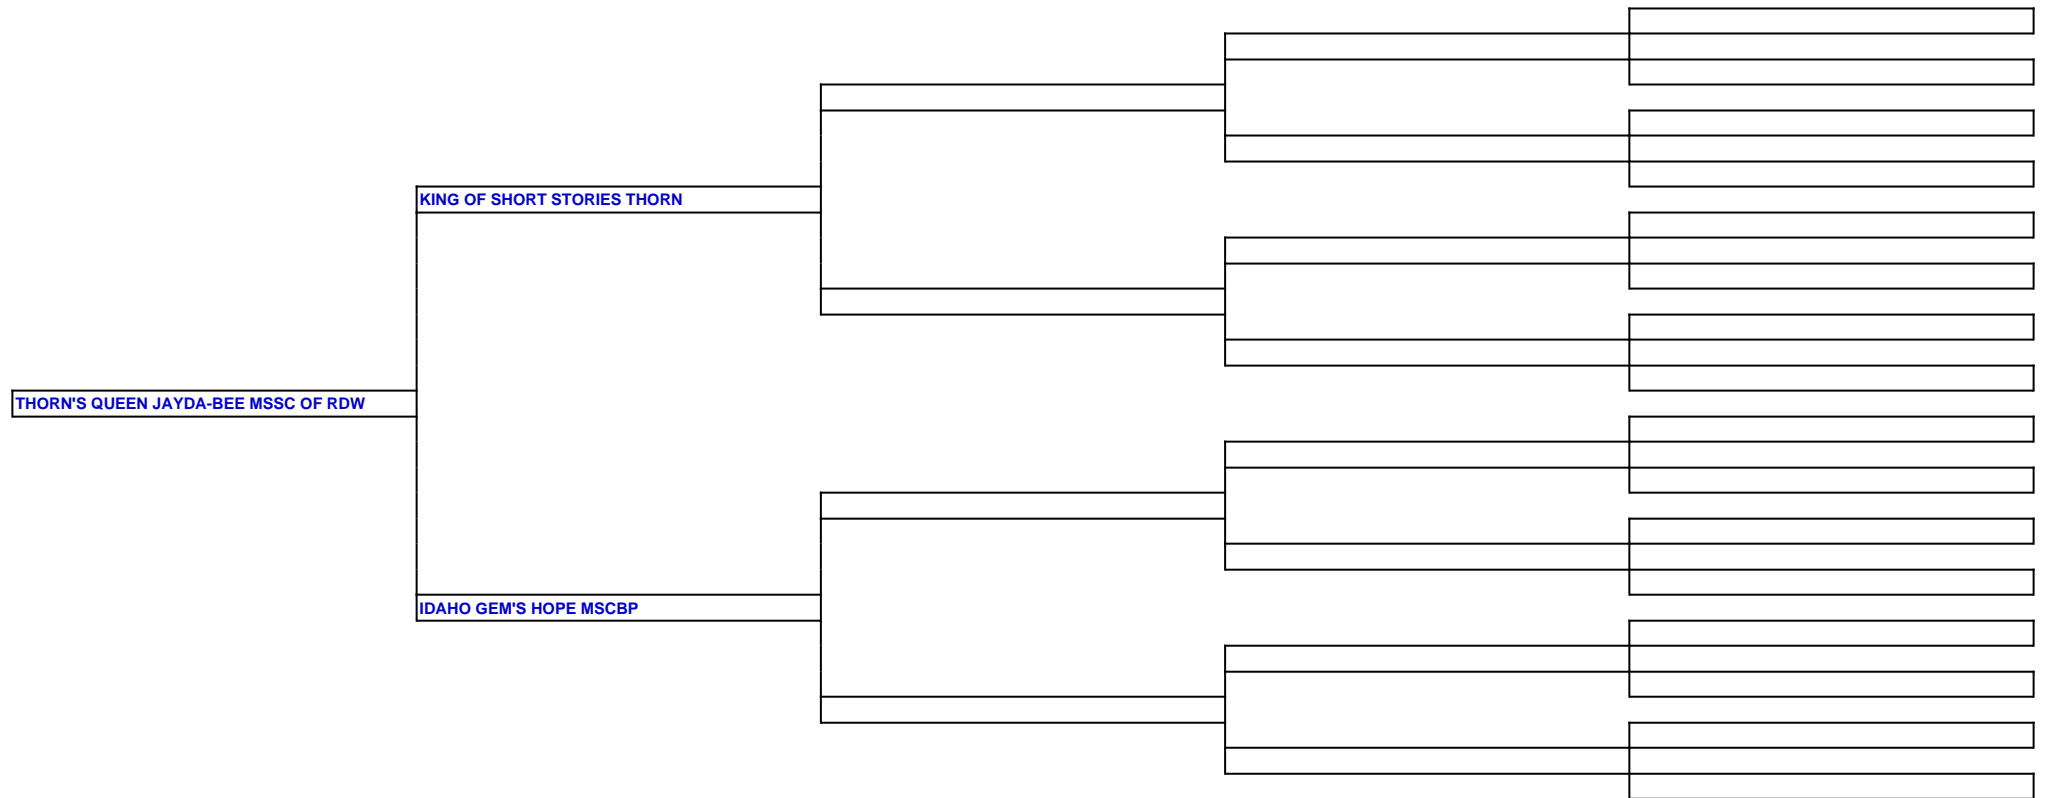 KING OF SHORT STORIES THORN
THORN'S QUEEN JAYDA-BEE MSSC OF RDW
IDAHO GEM'S HOPE MSCBP